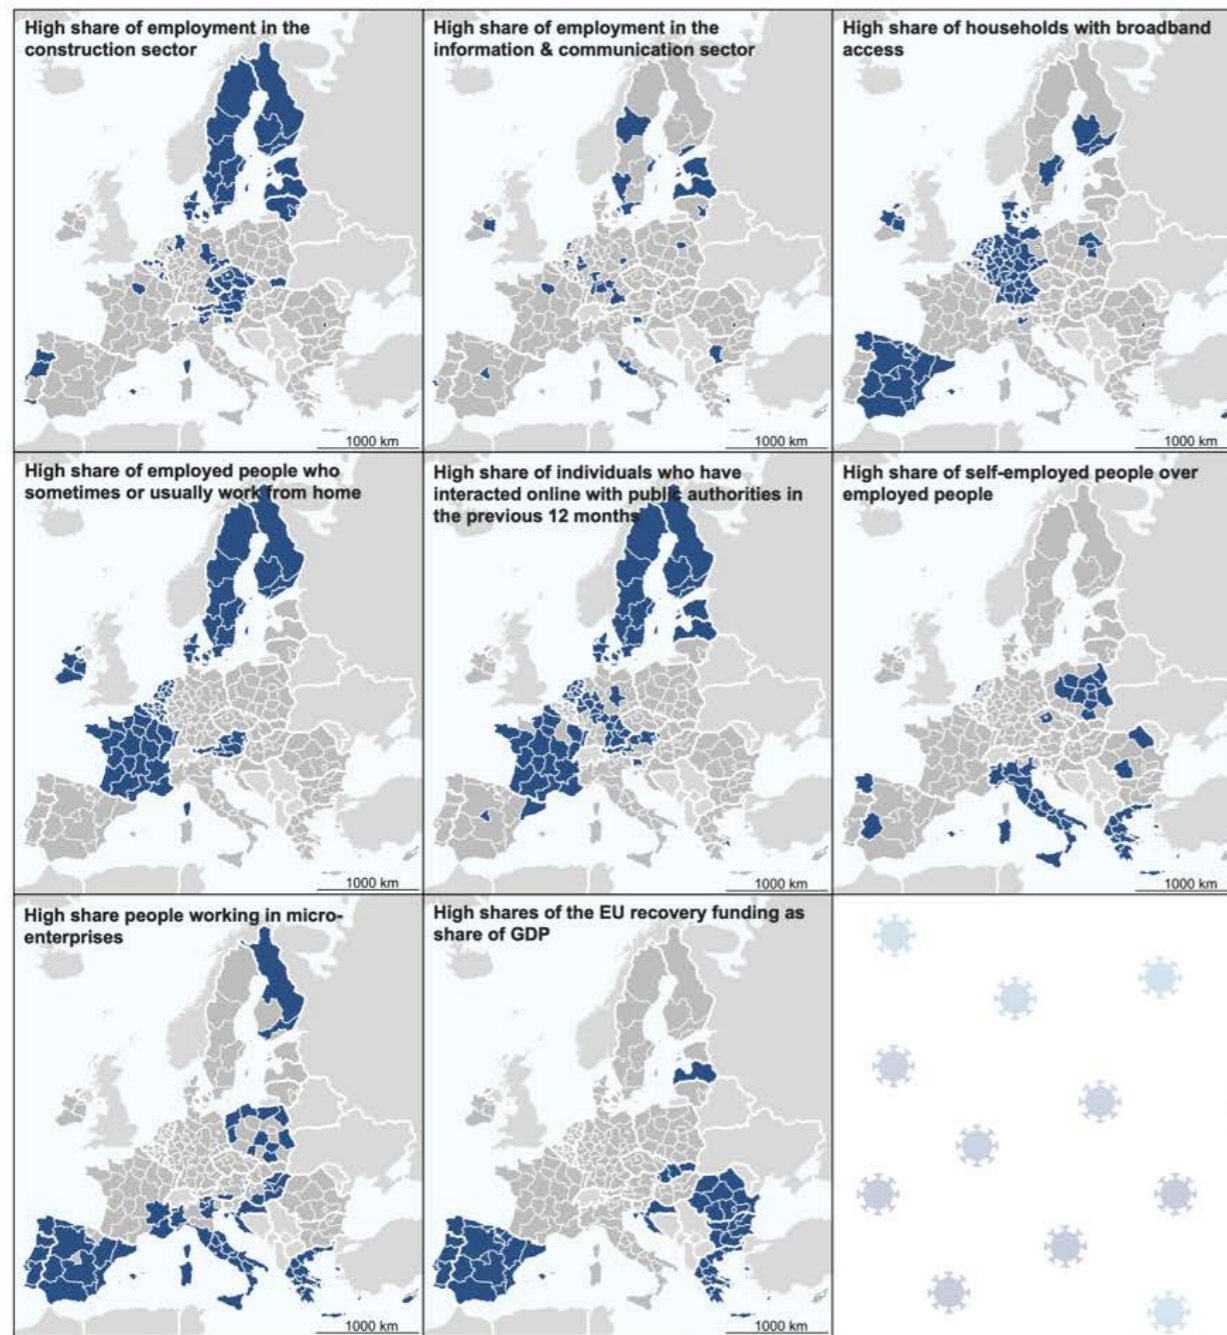 High share of employment in the
construction sector
1000 km
High share of employment in the
information & communication sector
1000 km
High share of households with broadband
access
1000 km
High share of employed people who
sometimes or usually work from home
1000 km
High share of individuals who have
interacted online with public authorities in
the previous 12 months
1000 km
High share of self-employed people over
employed people
1000 km
High share people working in micro-
enterprises
1000 km
High shares of the EU recovery funding as
share of GDP
1000 km